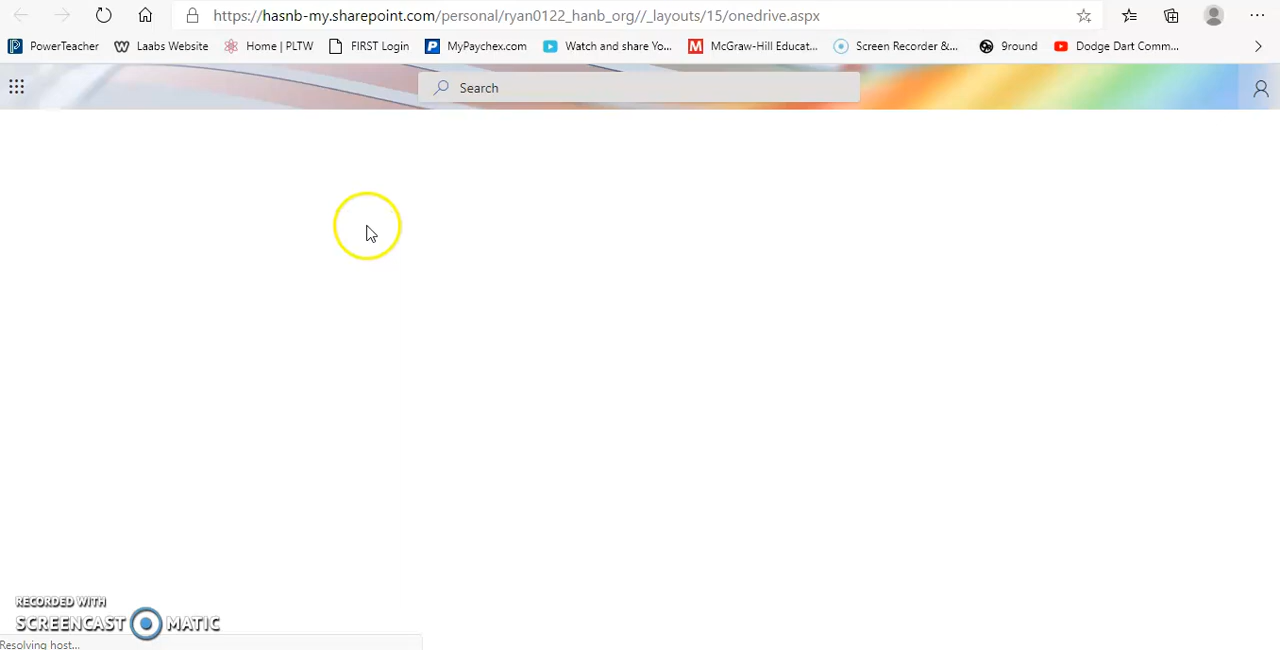 https://hasnb-my.sharepoint.com/personal/ryan0122_hanb_org//_layouts/15/onedrive.aspx
PowerTeacher Laabs Website Home | PLTW FIRST Login MyPaychex.com Watch and share Yo... McGraw-Hill Educat... Screen Recorder &... 9round Dodge Dart Comm...
Search
RECORDED WITH
SCREENCAST MATIC
Resolving host...